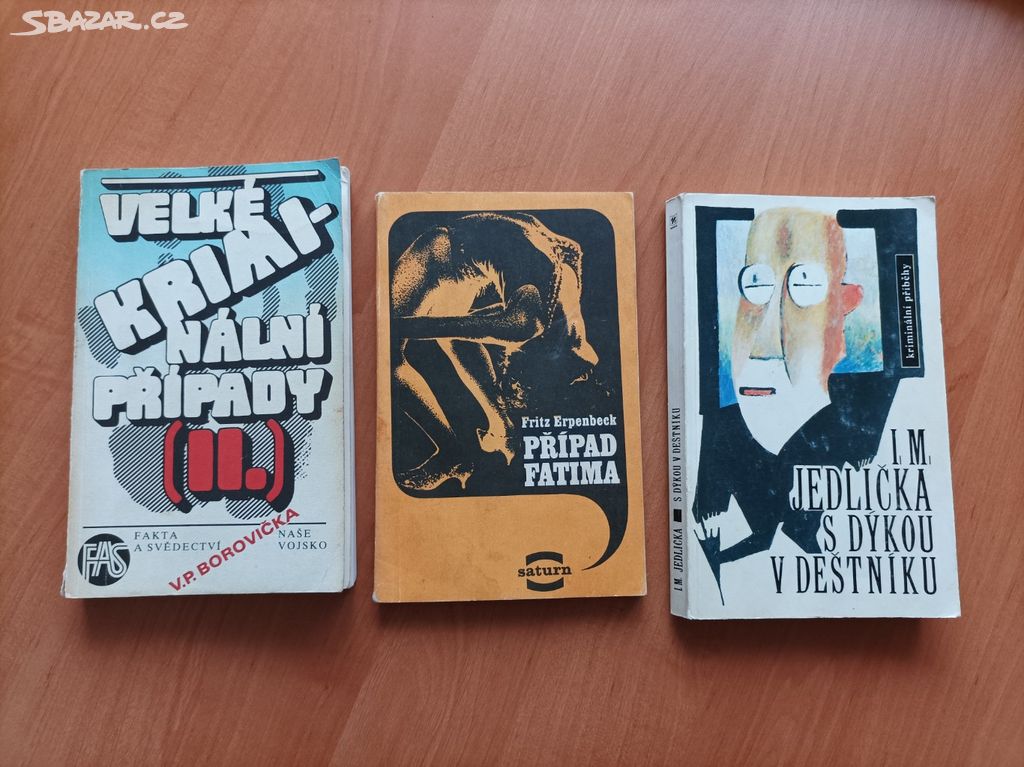 SBAZAR.CZ
VELKÉ
KRIMI-
NÁLNÍ
PŘÍPADY
(II.)
V.P. BOROVIČKA
FAS
FAKTA
A SVĚDECTVÍ
NAŠE
VOJSKO
Fritz Erpenbeck
PŘÍPAD
FATIMA
saturn
I. M. JEDLIČKA S DÝKOU V DEŠTNÍKU
kriminální příběhy
I. M.
JEDLIČKA
S DÝKOU
V DEŠTNÍKU